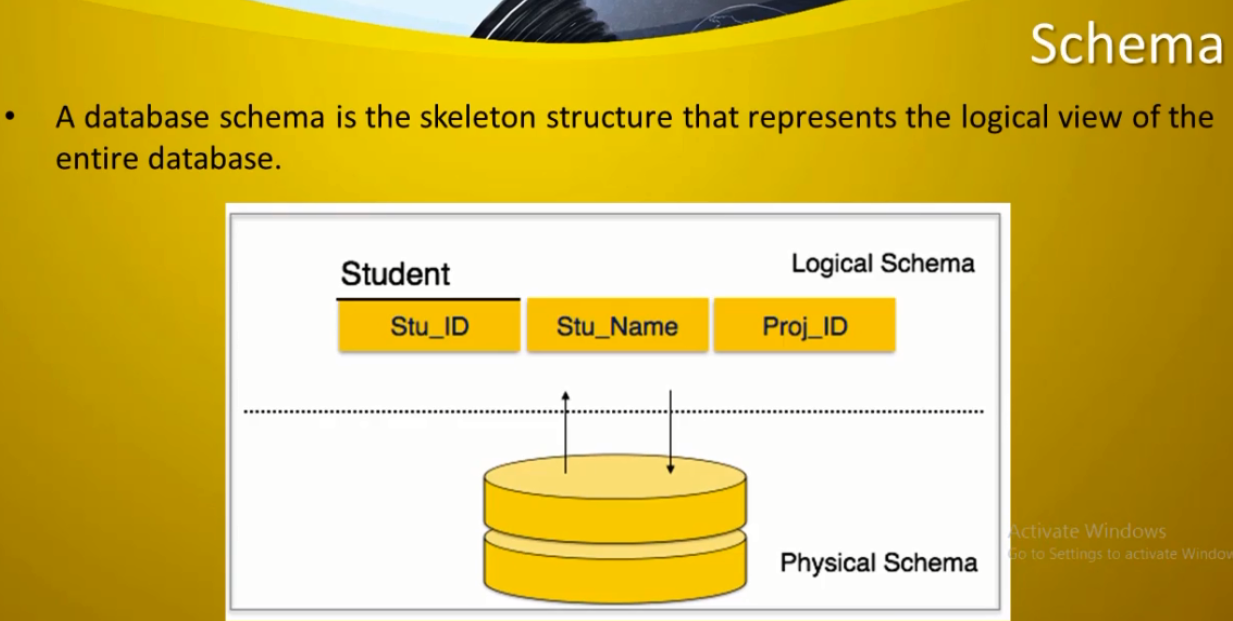 Schema
• A database schema is the skeleton structure that represents the logical view of the
entire database.
Logical Schema
Student
Stu_ID Stu_Name Proj_ID
Physical Schema
Activate Windows
Go to Settings to activate